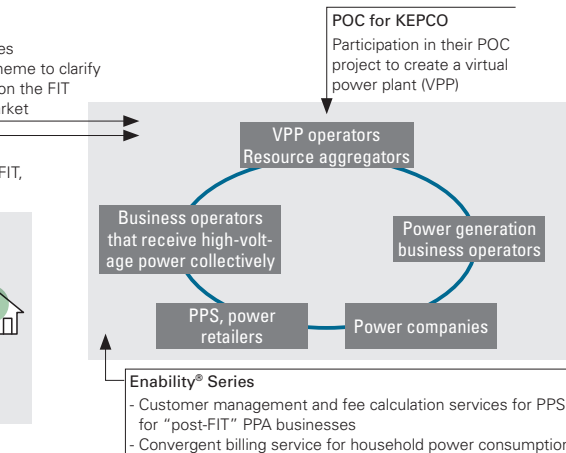 POC for KEPCO
Participation in their POC
project to create a virtual
power plant (VPP)
es
eme to clarify
on the FIT
rket
FIT,
VPP operators
Resource aggregators
Business operators
that receive high-volt-
age power collectively
Power generation
business operators
PPS, power
retailers
Power companies
Enability® Series
- Customer management and fee calculation services for PPS
for “post-FIT” PPA businesses
- Convergent billing service for household power consumption